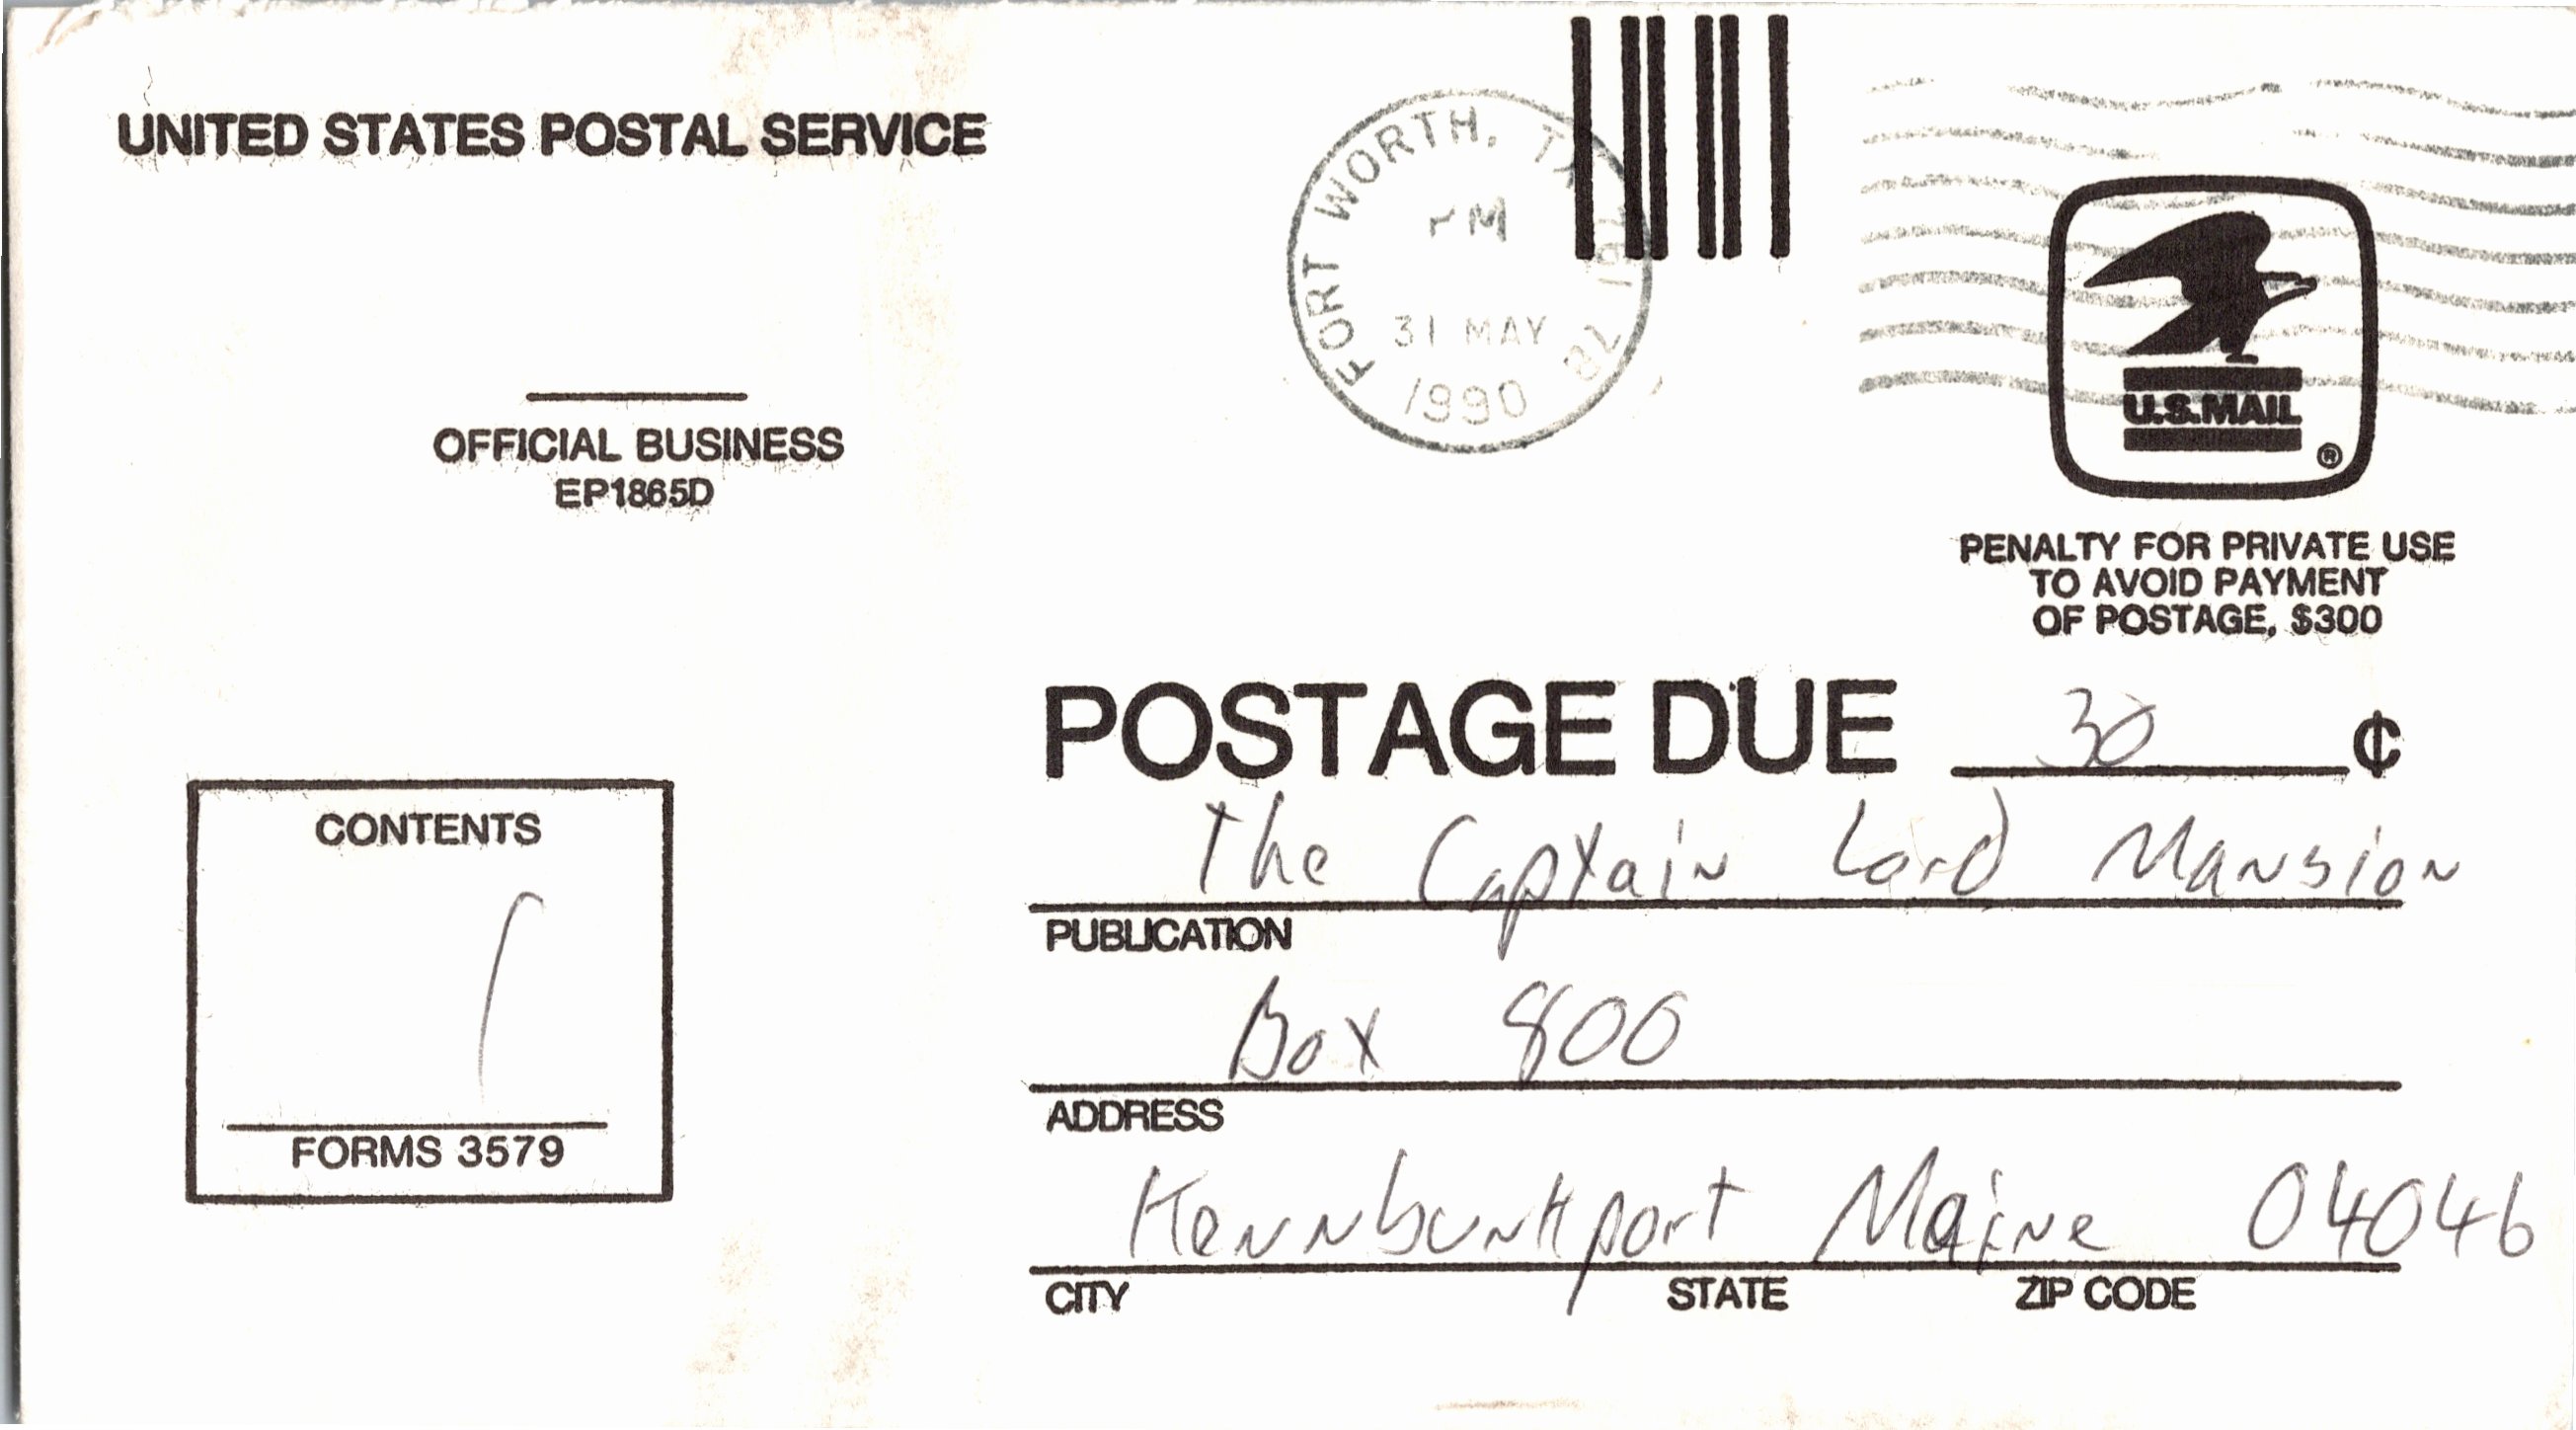 UNITED STATES POSTAL SERVICE
OFFICIAL BUSINESS
EP1865D
FORT WORTH, TX 761
PM
31 MAY
1990
U.S.MAIL
®
PENALTY FOR PRIVATE USE
TO AVOID PAYMENT
OF POSTAGE, $300
POSTAGE DUE 30 ¢
The Captain Lord Mansion
PUBLICATION
Box 800
ADDRESS
Kennbunkport Maine 04046
CITY STATE ZIP CODE
CONTENTS
1
FORMS 3579